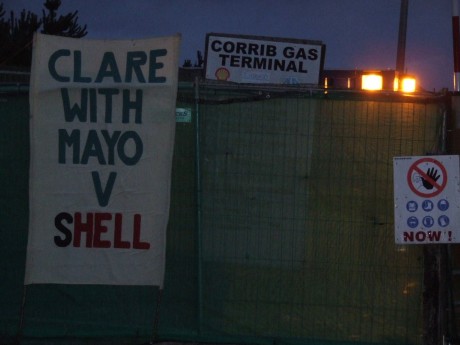 CLARE
WITH
MAYO
V
SHELL
CORRIB GAS
TERMINAL
NOW!